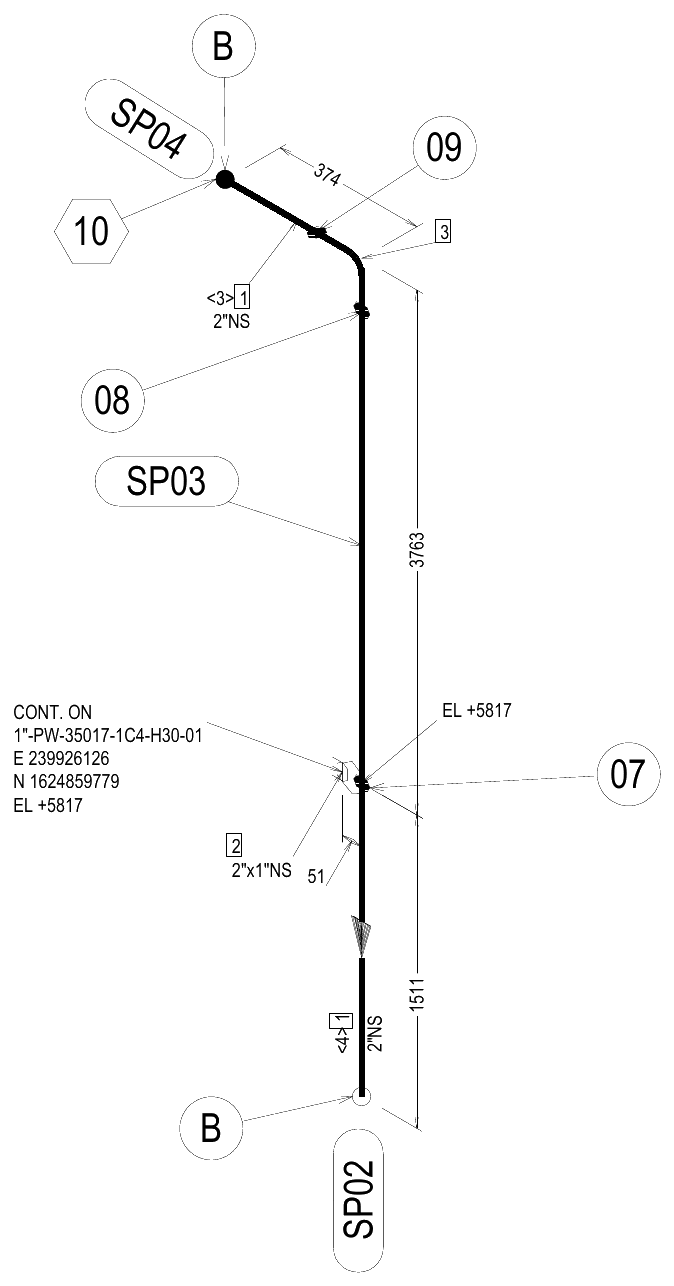 B
SP04
09
374
10
3
<3> 1
2"NS
08
SP03
3763
EL +5817
CONT. ON
1"-PW-35017-1C4-H30-01
E 239926126
N 1624859779
EL +5817
07
2
2"x1"NS
51
1511
<4> 1
2"NS
B
SP02